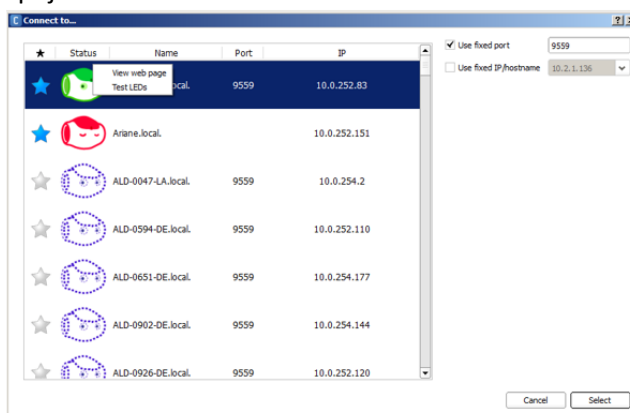 Connect to...
★ Status Name Port IP
View web page
Test LEDs
ocal. 9559 10.0.252.83
Ariane.local. 10.0.252.151
ALD-0047-LA.local. 9559 10.0.254.2
ALD-0594-DE.local. 9559 10.0.252.110
ALD-0651-DE.local. 9559 10.0.254.177
ALD-0902-DE.local. 9559 10.0.254.144
ALD-0926-DE.local. 9559 10.0.252.120
Use fixed port 9559
Use fixed IP/hostname 10.2.1.136
Cancel Select